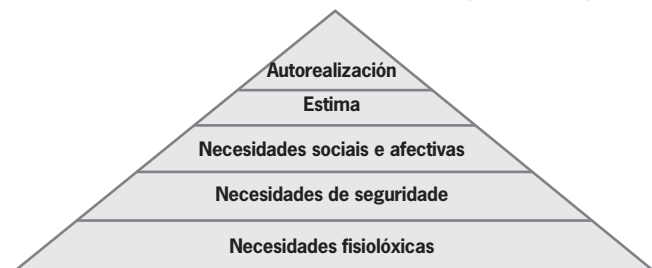 Autorealización
Estima
Necesidades sociais e afectivas
Necesidades de seguridade
Necesidades fisiolóxicas